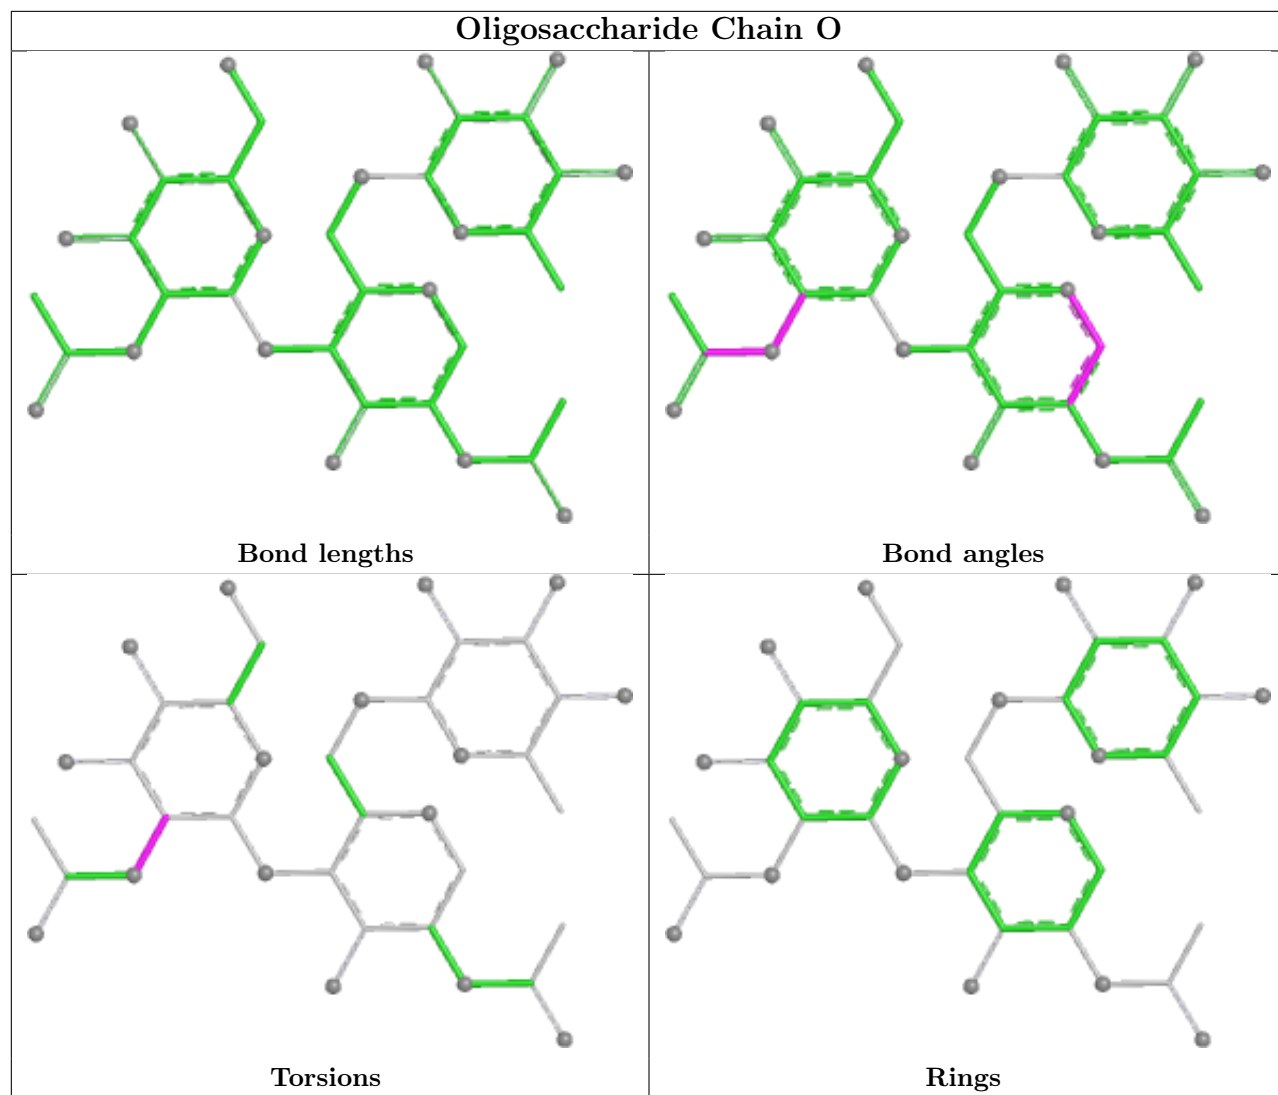 Oligosaccharide Chain O
Bond lengths
Bond angles
Torsions
Rings